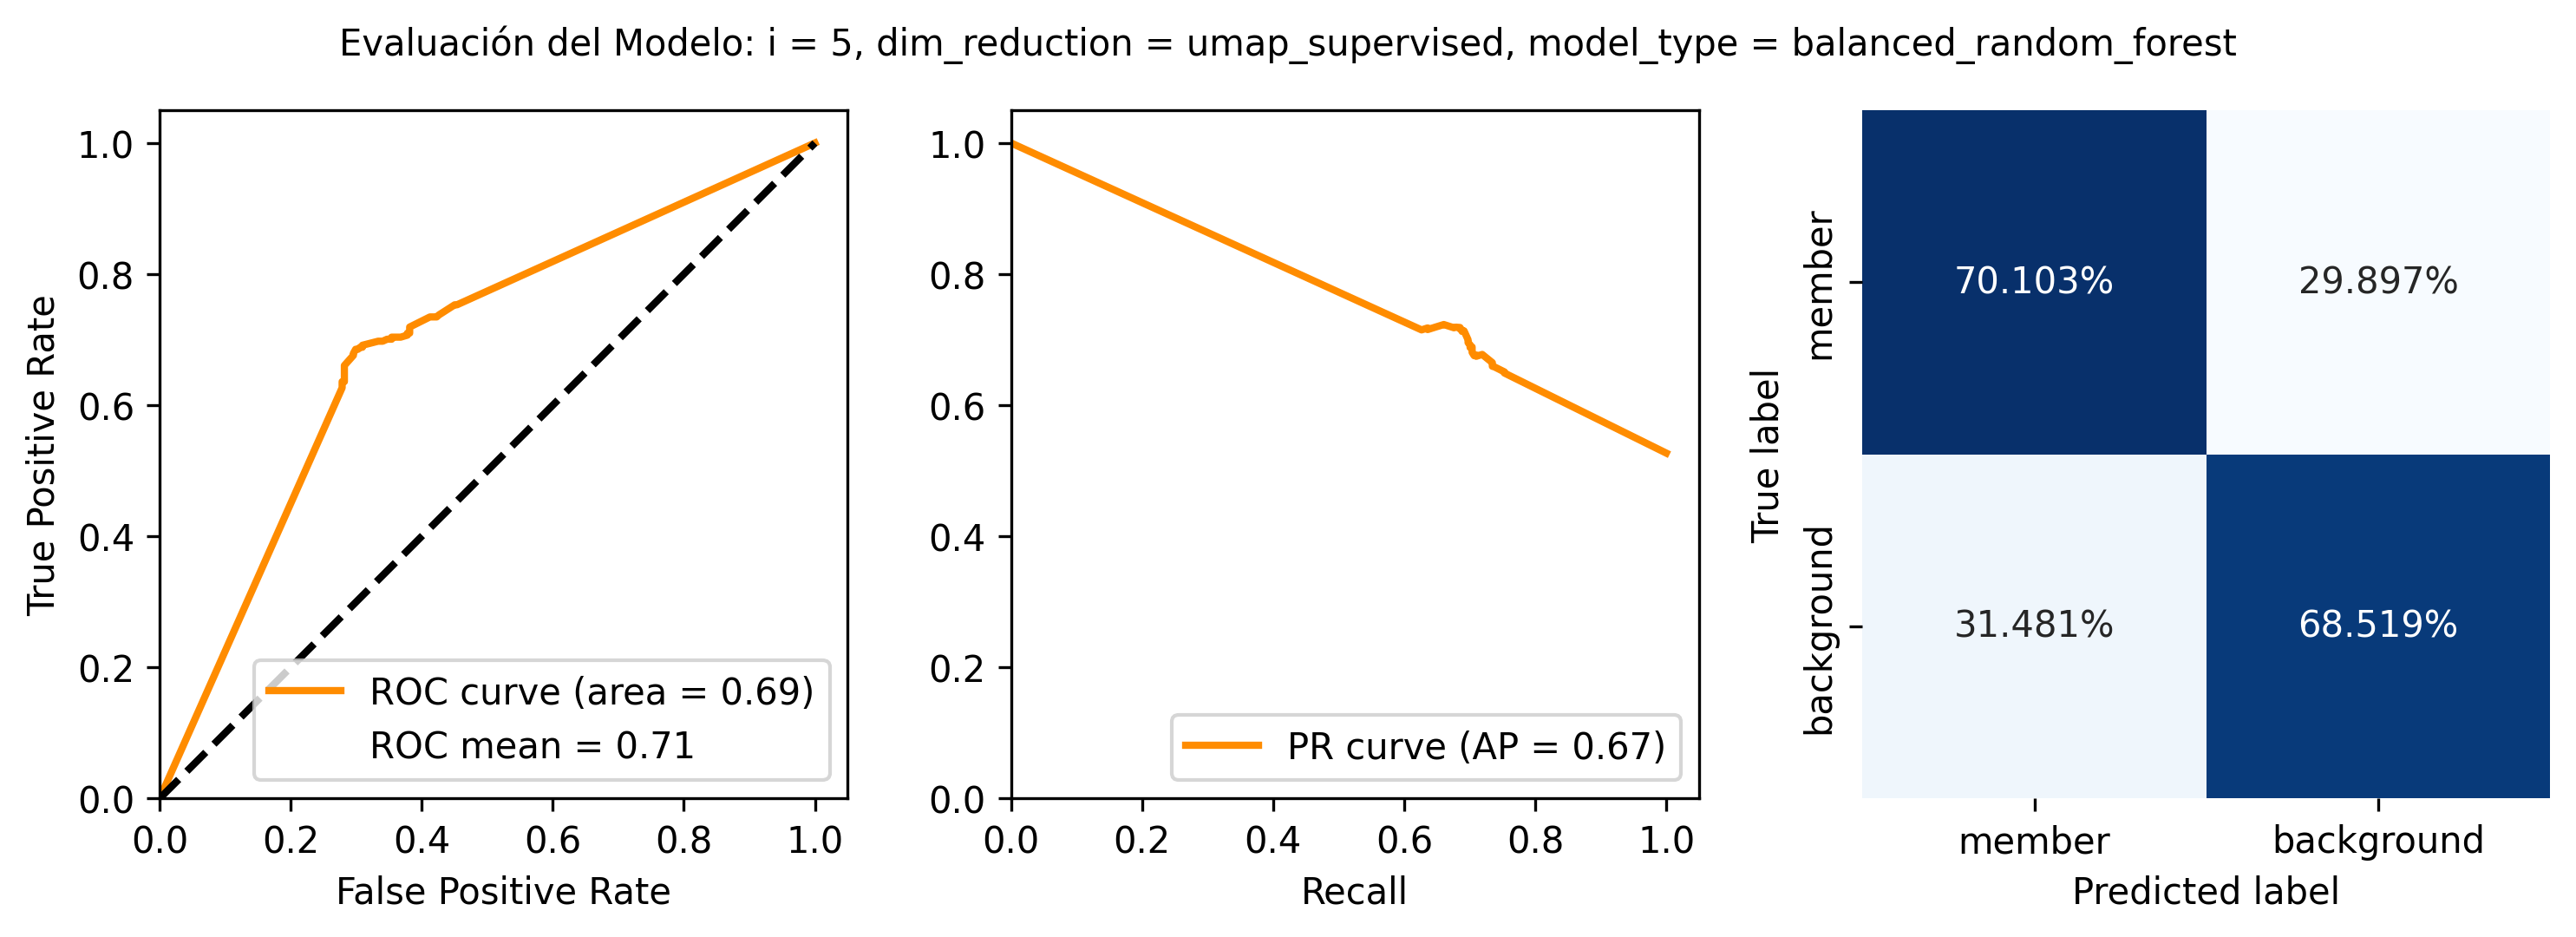 Evaluación del Modelo: i = 5, dim_reduction = umap_supervised, model_type = balanced_random_forest
True Positive Rate
1.0
0.8
0.6
0.4
0.2
0.0
0.0 0.2 0.4 0.6 0.8 1.0
False Positive Rate
ROC curve (area = 0.69)
ROC mean = 0.71
1.0
0.8
0.6
0.4
0.2
0.0
0.0 0.2 0.4 0.6 0.8 1.0
Recall
PR curve (AP = 0.67)
True label
member
background
70.103% 29.897%
31.481% 68.519%
member background
Predicted label